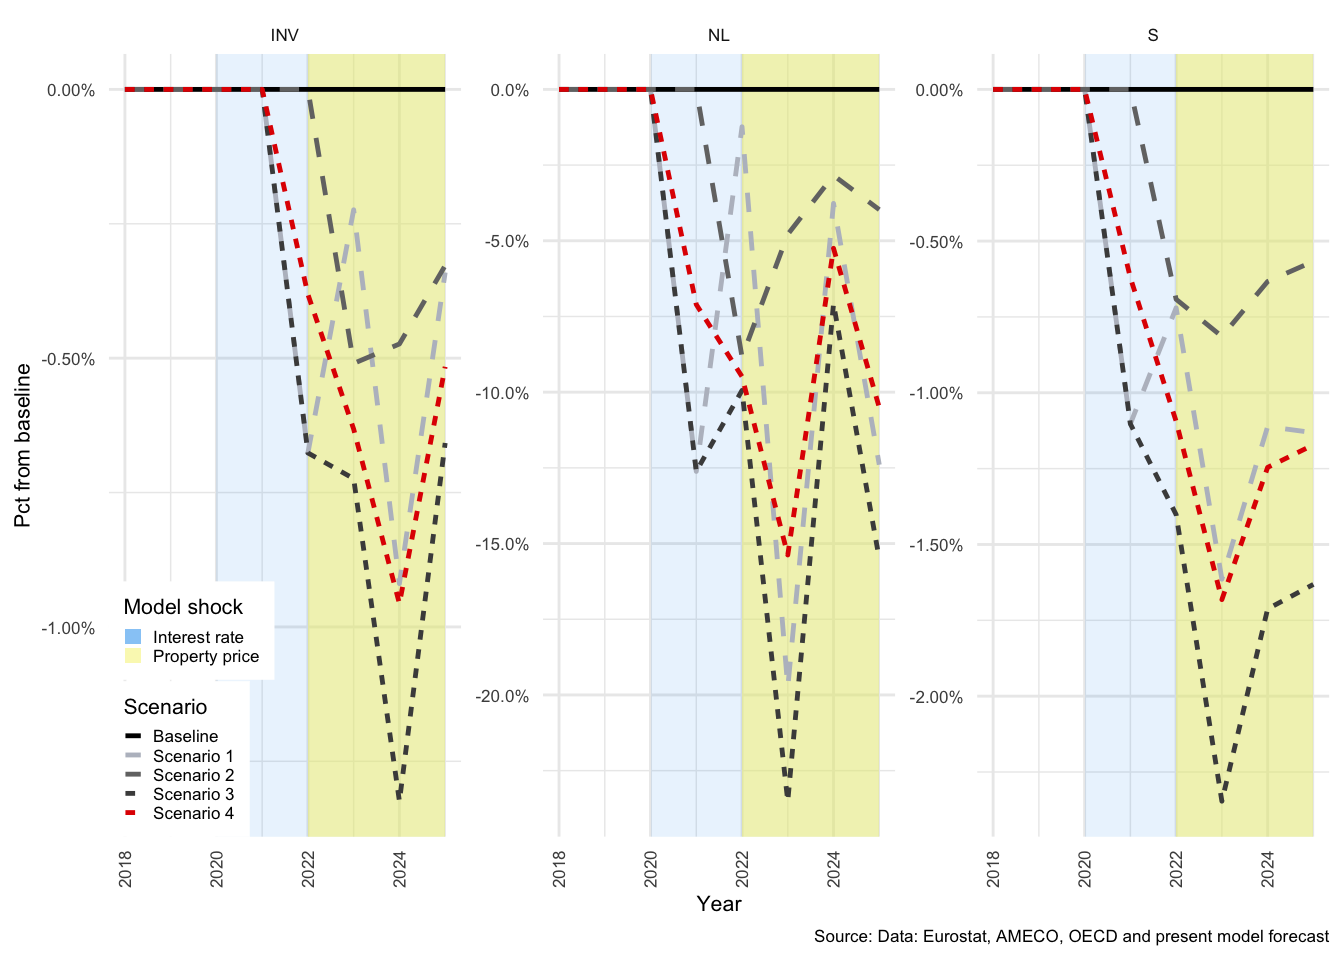 INV
NL
S
0.00%
-0.50%
-1.00%
0.0%
-5.0%
-10.0%
-15.0%
-20.0%
0.00%
-0.50%
-1.00%
-1.50%
-2.00%
Pct from baseline
Model shock
Interest rate
Property price
Scenario
Baseline
Scenario 1
Scenario 2
Scenario 3
Scenario 4
2018 2020 2022 2024
2018 2020 2022 2024
2018 2020 2022 2024
Year
Source: Data: Eurostat, AMECO, OECD and present model forecast